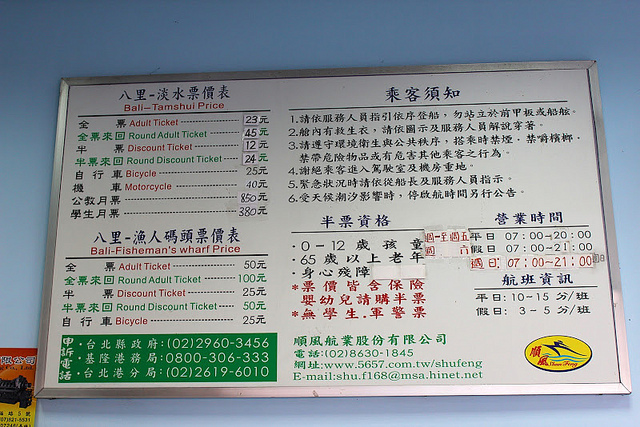 八里-淡水票價表
Bali-Tamshui Price
全 票 Adult Ticket 23元
全票來回 Round Adult Ticket 45元
半 票 Discount Ticket 12元
半票來回 Round Discount Ticket 24元
自 行 車 Bicycle 25元
機 車 Motorcycle 40元
公教月票 850元
學生月票 380元
八里-漁人碼頭票價表
Bali-Fisheman's wharf Price
全 票 Adult Ticket 50元
全票來回 Round Adult Ticket 100元
半 票 Discount Ticket 25元
半票來回 Round Discount Ticket 50元
自 行 車 Bicycle 25元
申訴電話
·台北縣政府:(02)2960-3456
·基隆港務局:0800-306-333
·台北港分局:(02)2619-6010
乘客須知
1.請依服務人員指引依序登船,勿站立於前甲板或船舷。
2.艙內有救生衣,請依圖示及服務人員解說穿著。
3.請遵守環境衛生與公共秩序,搭乘時禁煙、禁嚼檳榔、
禁帶危險物品或有危害其他乘客之行為。
4.謝絕乘客進入駕駛室及機房重地。
5.緊急狀況時請依從船長及服務人員指示。
6.受天候潮汐影響時,停啟航時間另行公告。
半票資格
·0-12歲孩童
·65歲以上老年
·身心殘障
*票價皆含保險
嬰幼兒請購半票
*無學生.軍警票
營業時間
週一至週五 平日 07:00~20:00
週 六 假日 07:00~21:00
週日:07:00~21:00
航班資訊
平日:10~15 分/班
假日: 3~5 分/班
順風航業股份有限公司
電話:(02)8630-1845
網址:www.5657.com.tw/shufeng
E-mail:shu.f168@msa.hinet.net
順風
Shun Feng
限公司